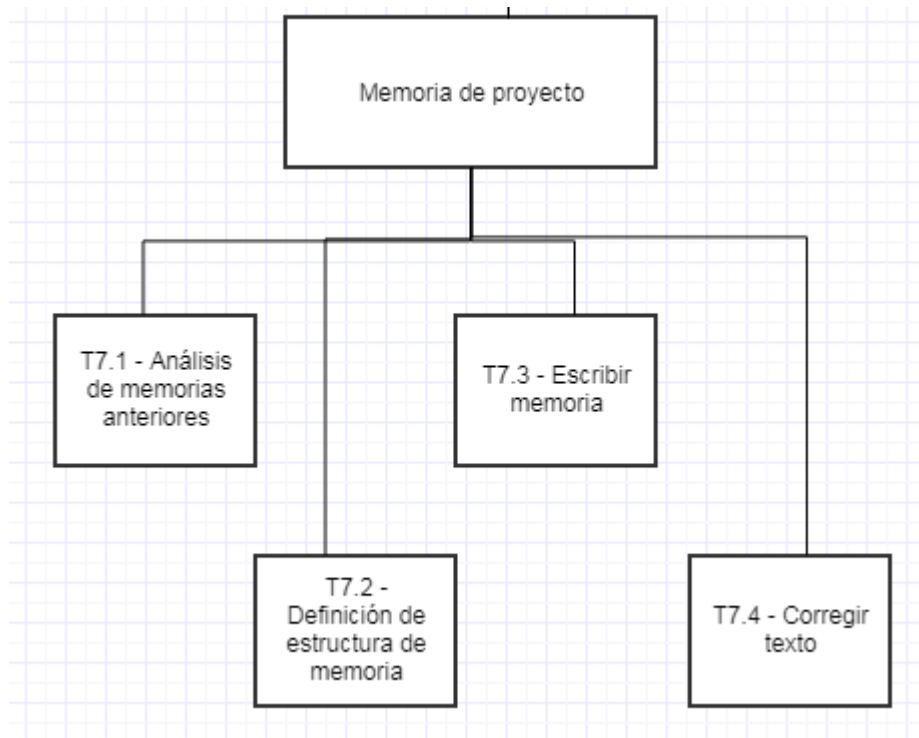 Memoria de proyecto
T7.1 - Análisis
de memorias
anteriores
T7.3 - Escribir
memoria
T7.2 -
Definición de
estructura de
memoria
T7.4 - Corregir
texto